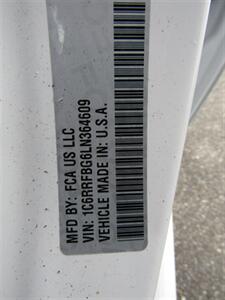 MFD BY: FCA US LLC
VIN: 1C6RRFBG6LN364609
VEHICLE MADE IN: U.S.A.